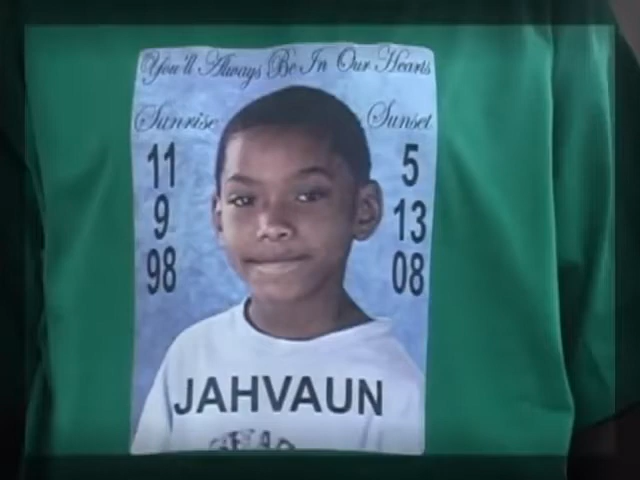 You'll Always Be In Our Hearts
Sunrise Sunset
11 5
9 13
98 08
JAHVAUN